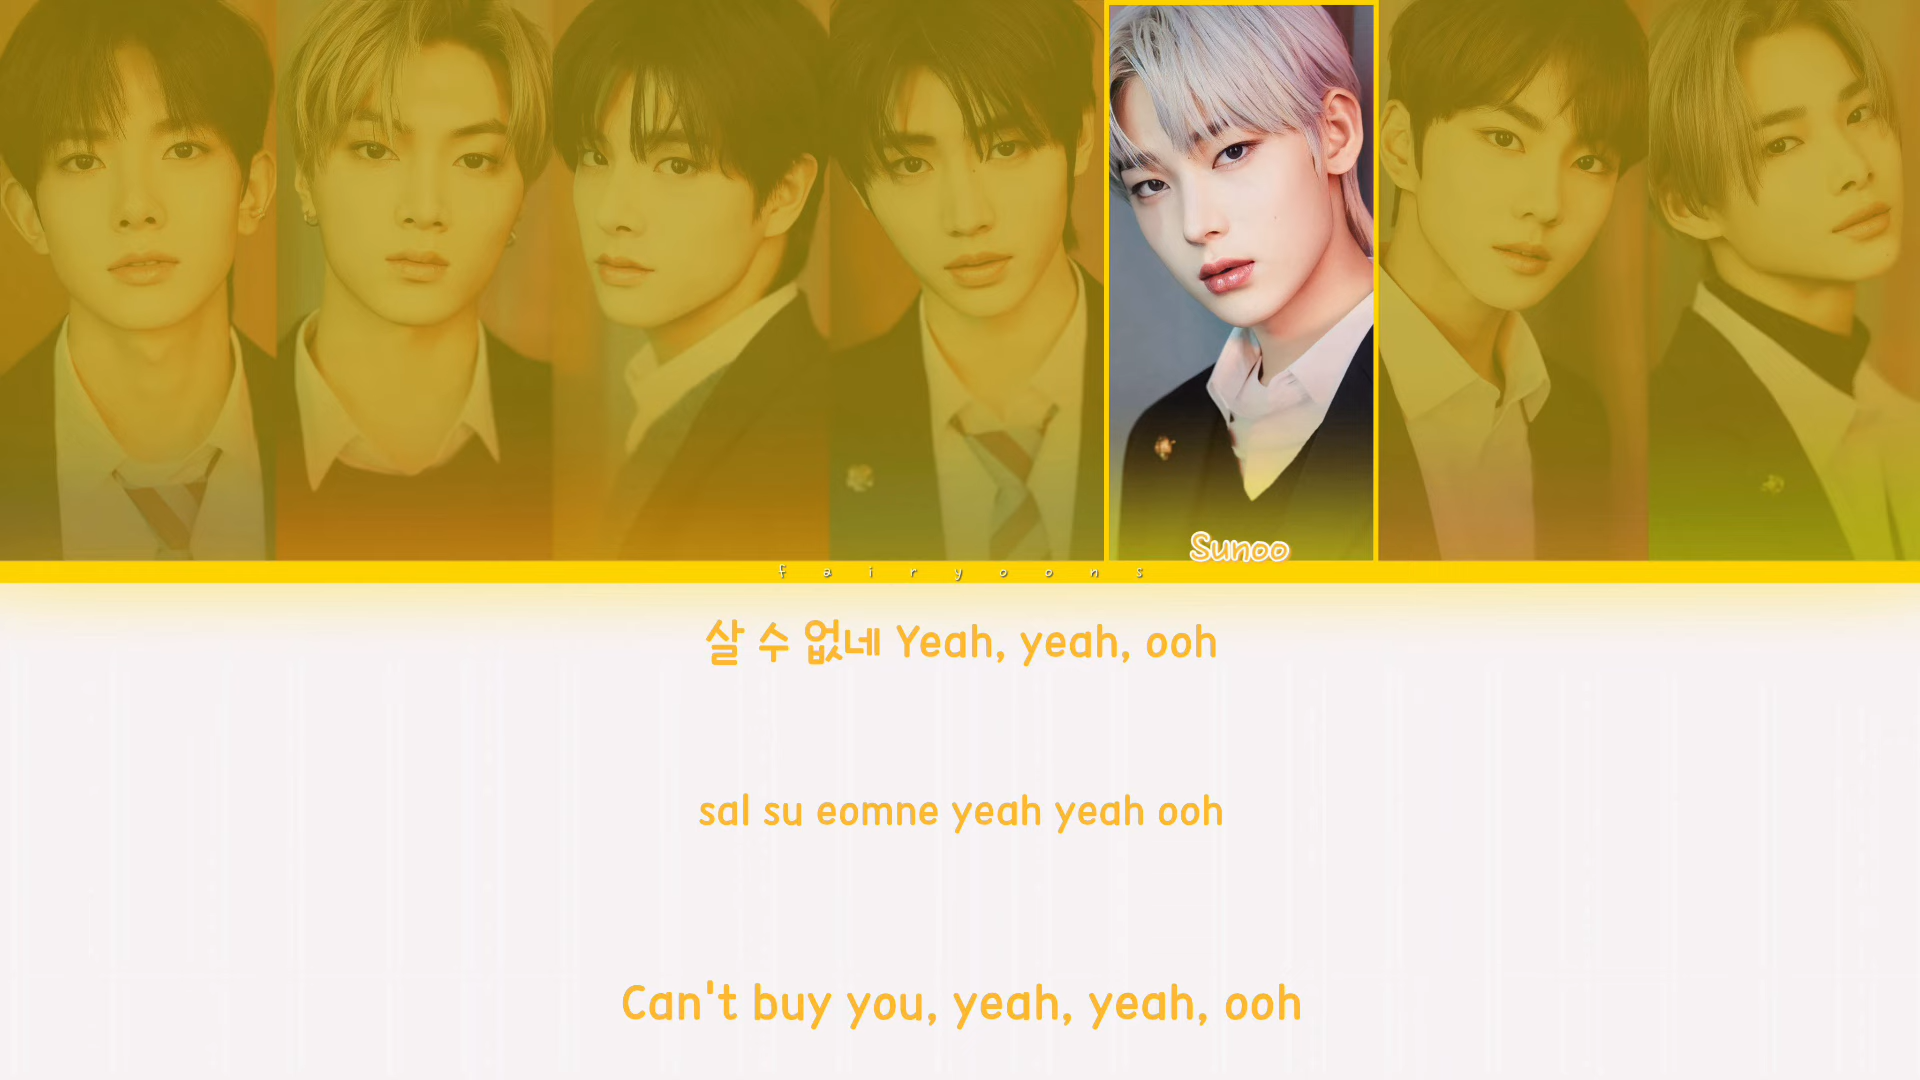 Sunoo
fairyoons
살 수 없네 Yeah, yeah, ooh
sal su eomne yeah yeah ooh
Can't buy you, yeah, yeah, ooh